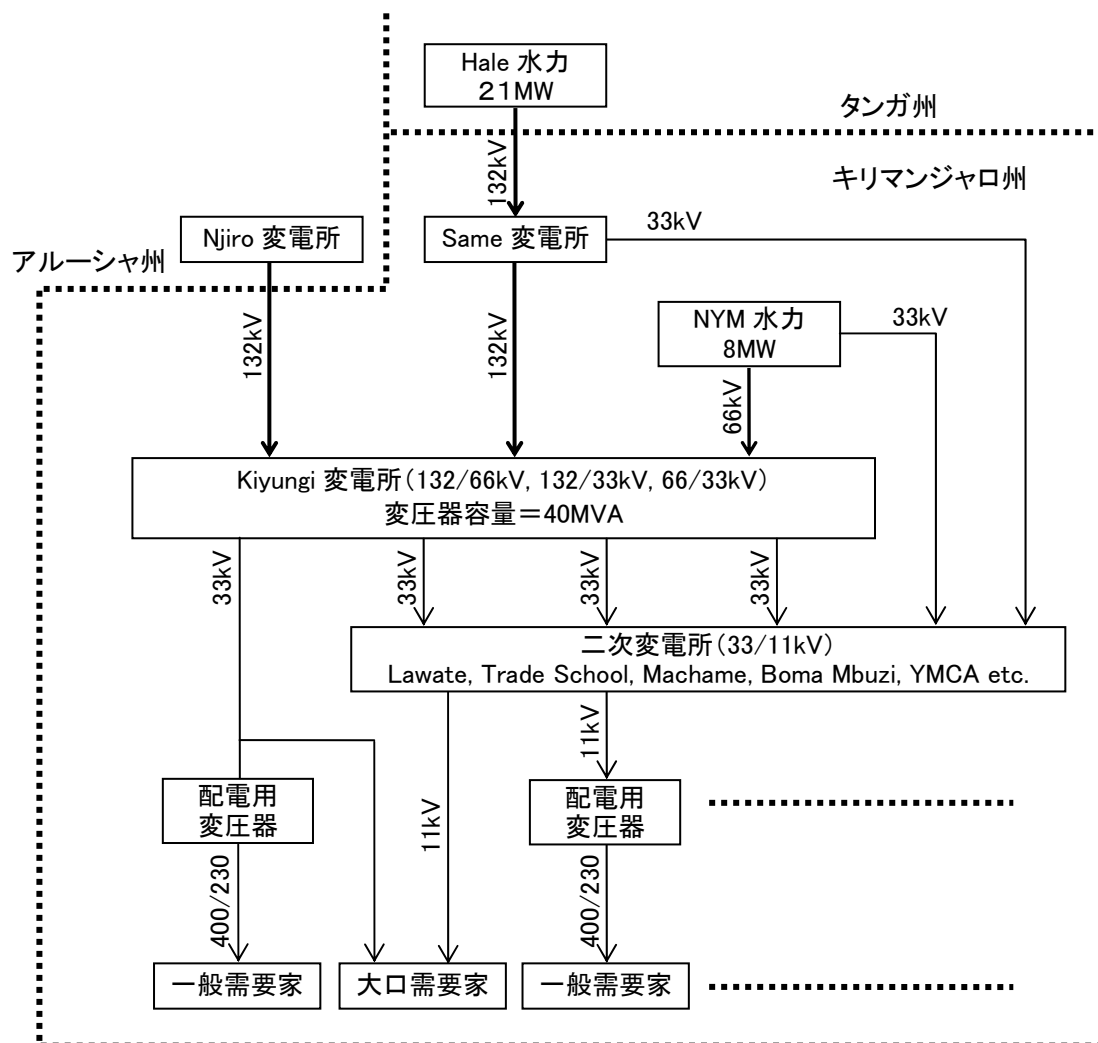 Hale 水力
21MW
タンガ州
132kV
キリマンジャロ州
Njiro 変電所
Same 変電所
33kV
アルーシャ州
NYM 水力
8MW
33kV
132kV
132kV
66kV
Kiyungi 変電所(132/66kV, 132/33kV, 66/33kV)
変圧器容量=40MVA
33kV
33kV
33kV
33kV
二次変電所(33/11kV)
Lawate, Trade School, Machame, Boma Mbuzi, YMCA etc.
11kV
配電用
変圧器
11kV
配電用
変圧器
400/230
400/230
一般需要家
大口需要家
一般需要家